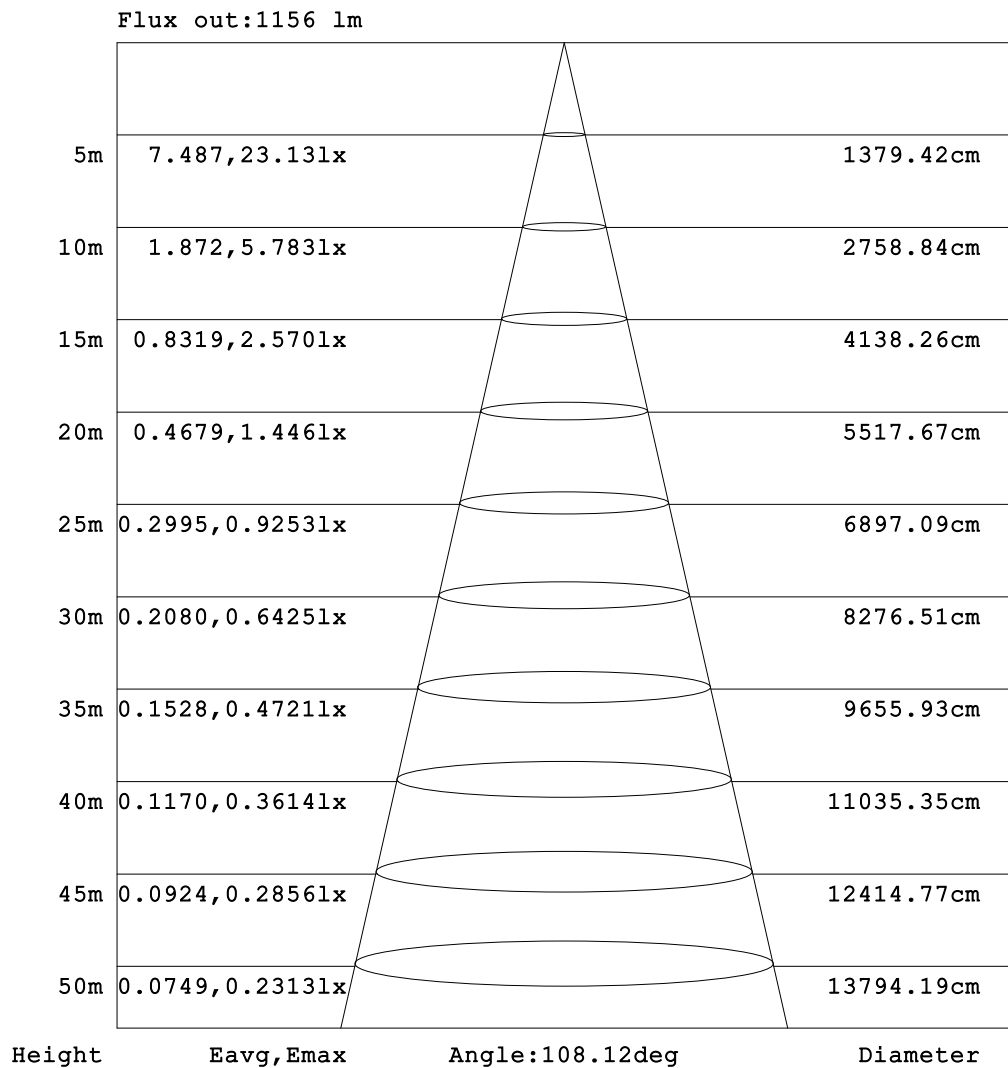 Flux out:1156 lm
5m 7.487,23.13lx 1379.42cm
10m 1.872,5.783lx 2758.84cm
15m 0.8319,2.570lx 4138.26cm
20m 0.4679,1.446lx 5517.67cm
25m 0.2995,0.9253lx 6897.09cm
30m 0.2080,0.6425lx 8276.51cm
35m 0.1528,0.4721lx 9655.93cm
40m 0.1170,0.3614lx 11035.35cm
45m 0.0924,0.2856lx 12414.77cm
50m 0.0749,0.2313lx 13794.19cm
Height Eavg,Emax Angle:108.12deg Diameter